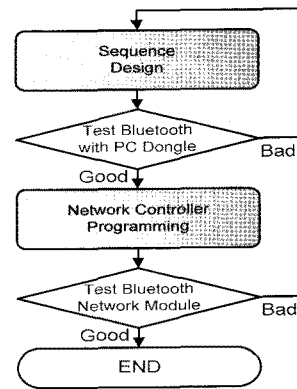 Sequence
Design
Test Bluetooth
with PC Dongle
Bad
Good
Network Controller
Programming
Test Bluetooth
Network Module
Bad
Good
END